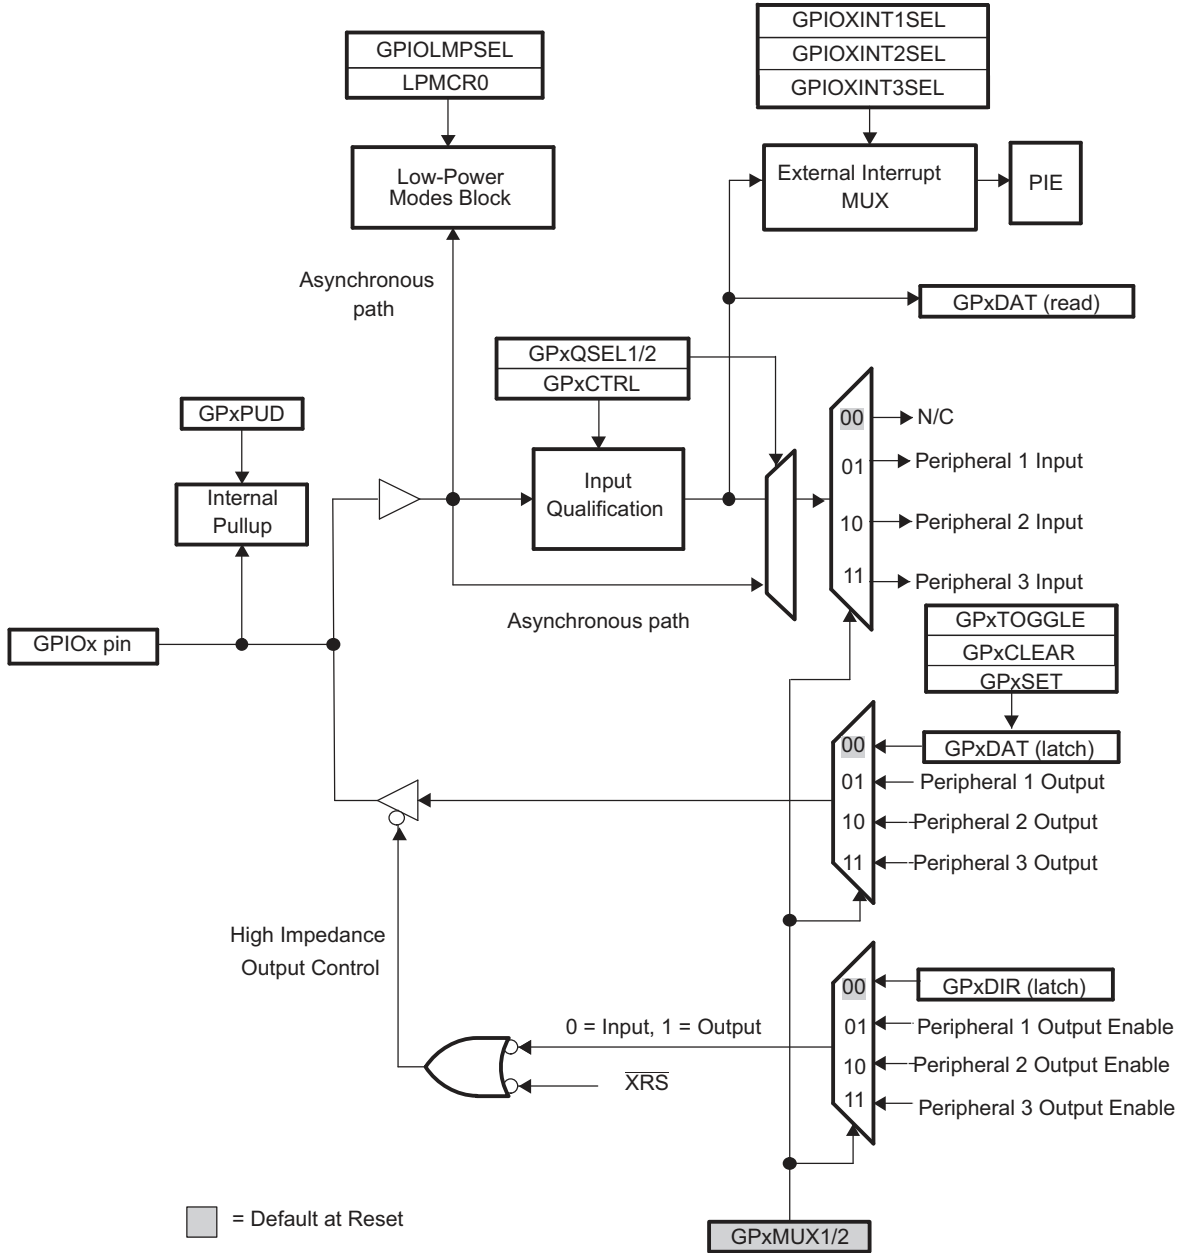 GPIOXINT1SEL
GPIOXINT2SEL
GPIOXINT3SEL
GPIOLMPSEL
LPMCR0
Low-Power
Modes Block
External Interrupt
MUX
PIE
Asynchronous
path
GPxDAT (read)
GPxQSEL1/2
GPxCTRL
GPxPUD
Internal
Pullup
Input
Qualification
00
N/C
01
Peripheral 1 Input
10
Peripheral 2 Input
11
Peripheral 3 Input
Asynchronous path
GPIOx pin
GPxTOGGLE
GPxCLEAR
GPxSET
00
GPxDAT (latch)
01
Peripheral 1 Output
10
Peripheral 2 Output
11
Peripheral 3 Output
High Impedance
Output Control
00
GPxDIR (latch)
0 = Input, 1 = Output
01
Peripheral 1 Output Enable
10
Peripheral 2 Output Enable
XRS
11
Peripheral 3 Output Enable
= Default at Reset
GPxMUX1/2